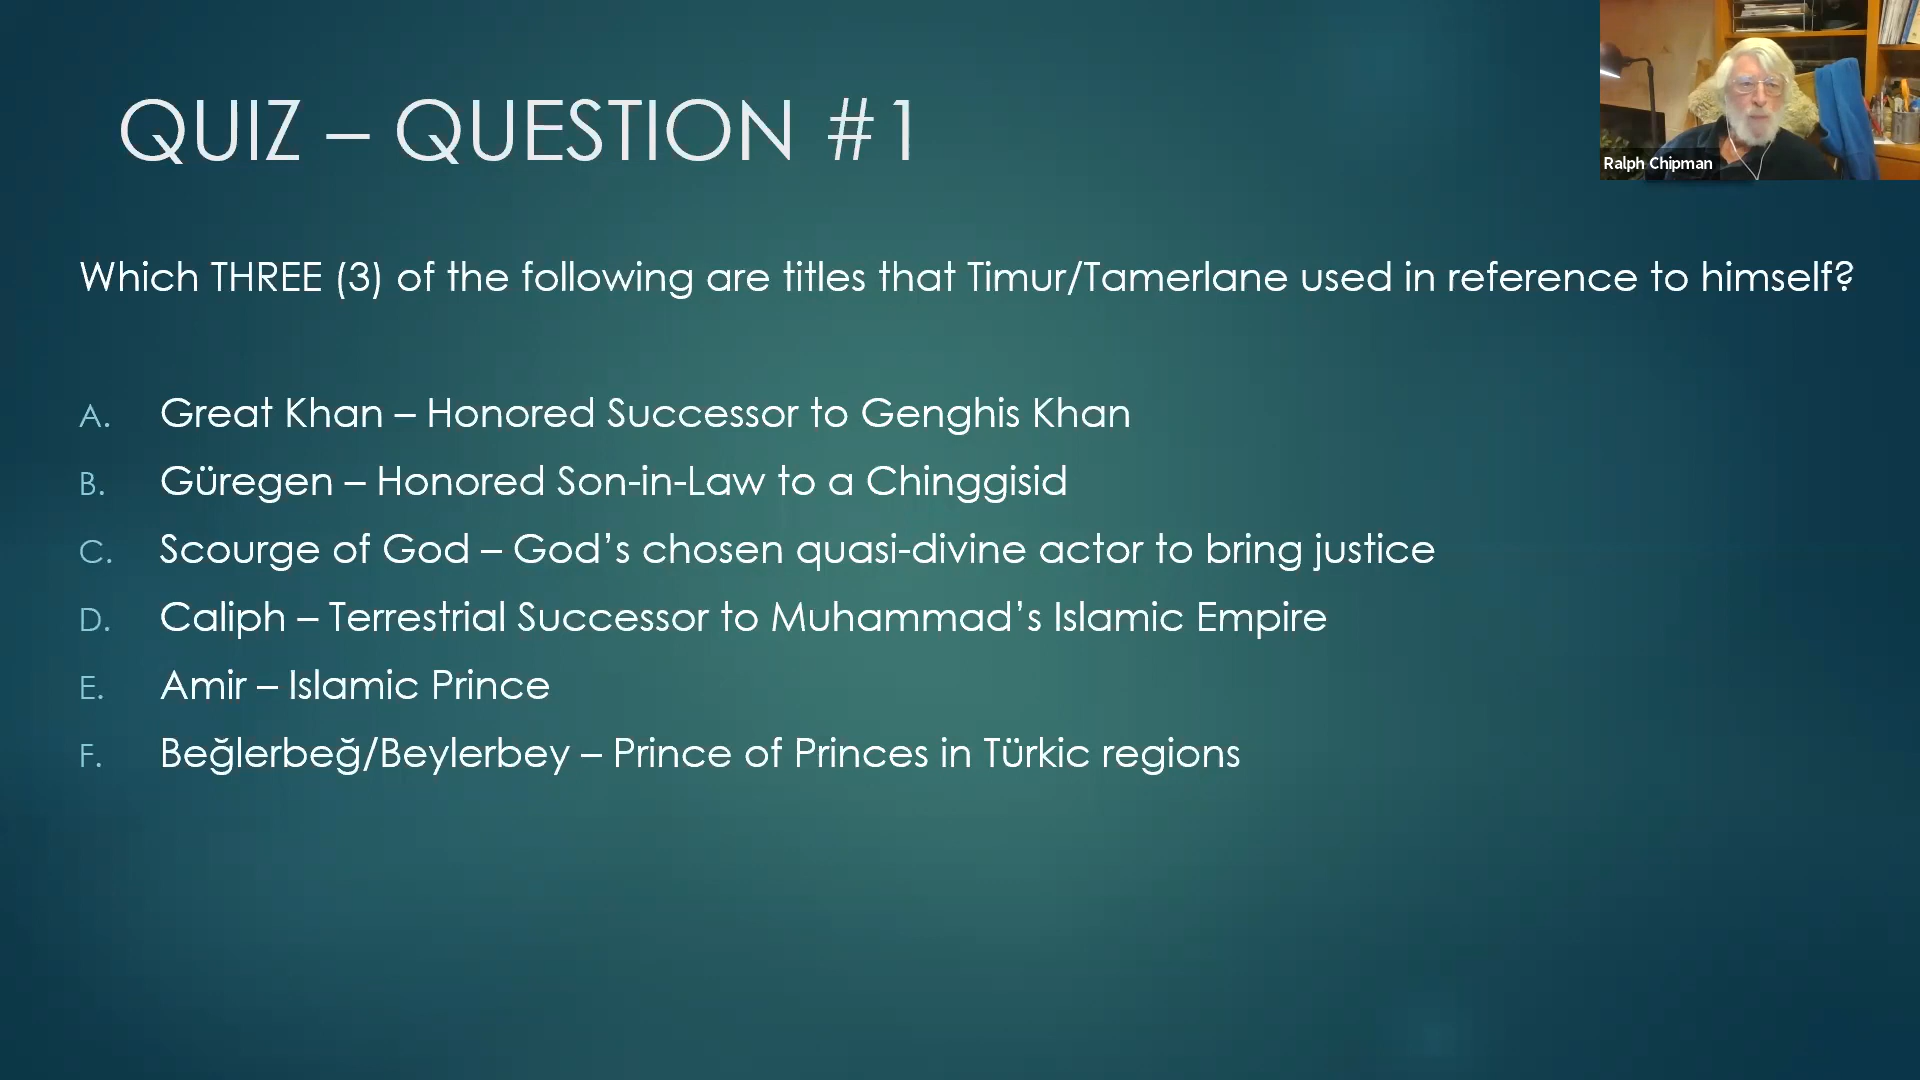 QUIZ – QUESTION #1
Ralph Chipman
Which THREE (3) of the following are titles that Timur/Tamerlane used in reference to himself?
A. Great Khan – Honored Successor to Genghis Khan
B. Güregen – Honored Son-in-Law to a Chinggisid
C. Scourge of God – God’s chosen quasi-divine actor to bring justice
D. Caliph – Terrestrial Successor to Muhammad’s Islamic Empire
E. Amir – Islamic Prince
F. Beğlerbeğ/Beylerbey – Prince of Princes in Türkic regions